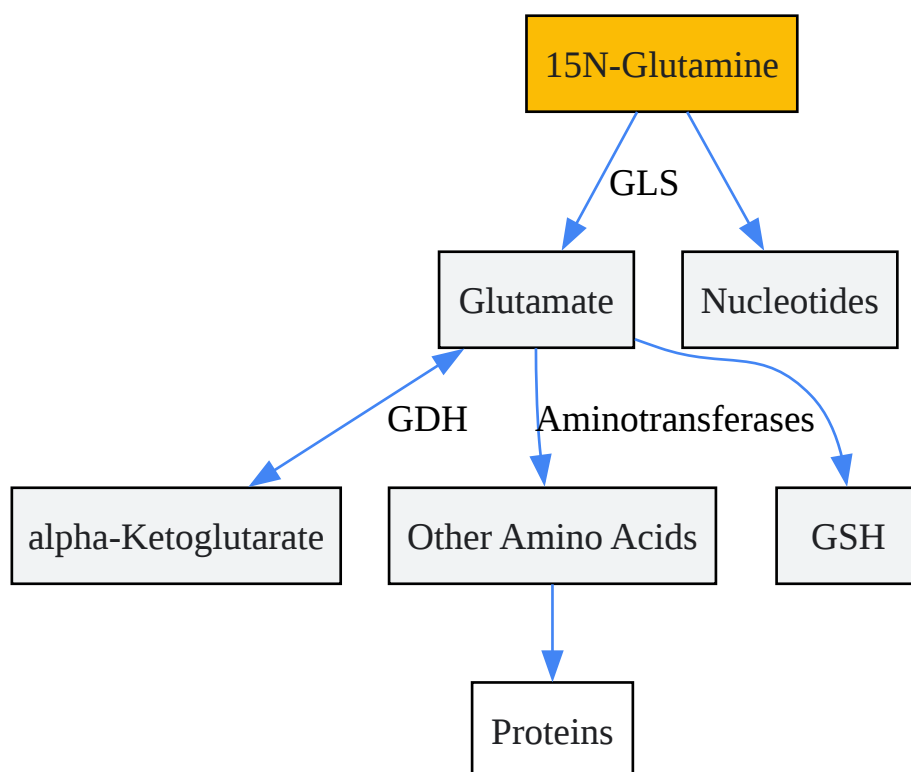 15N-Glutamine
GLS
Glutamate
Nucleotides
GDH
Aminotransferases
alpha-Ketoglutarate
Other Amino Acids
GSH
Proteins